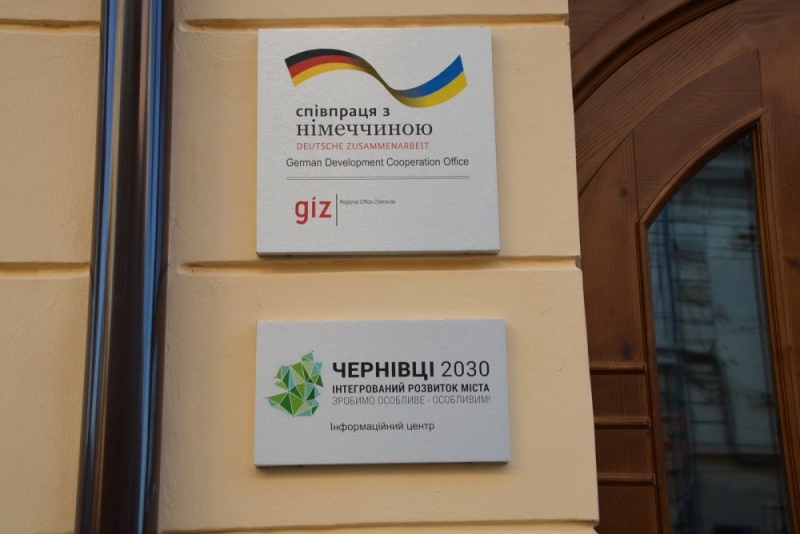 співпраця з
німеччиною
DEUTSCHE ZUSAMMENARBEIT
German Development Cooperation Office
giz
Regional Office Chernivtsi
ЧЕРНІВЦІ 2030
ІНТЕГРОВАНИЙ РОЗВИТОК МІСТА
ЗРОБИМО ОСОБЛИВЕ - ОСОБЛИВИМ!
Інформаційний центр